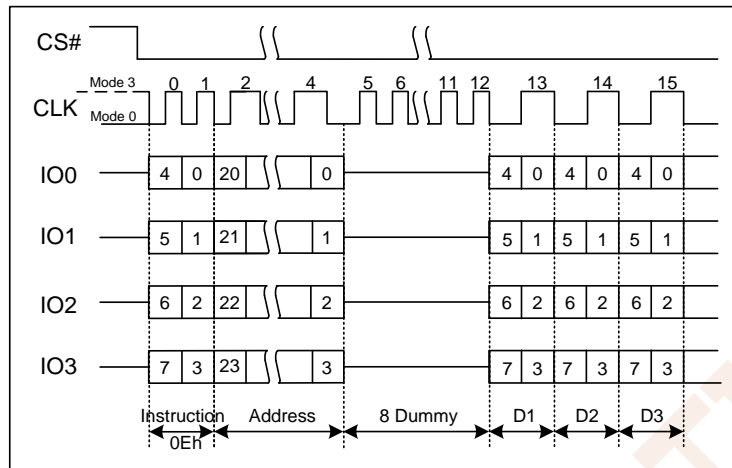 CS#
Mode 3 0 1 2 4 5 6 11 12 13 14 15
CLK
Mode 0
IO0 4 0 20 0 4 0 4 0 4 0
IO1 5 1 21 1 5 1 5 1 5 1
IO2 6 2 22 2 6 2 6 2 6 2
IO3 7 3 23 3 7 3 7 3 7 3
Instruction Address 8 Dummy D1 D2 D3
0Eh